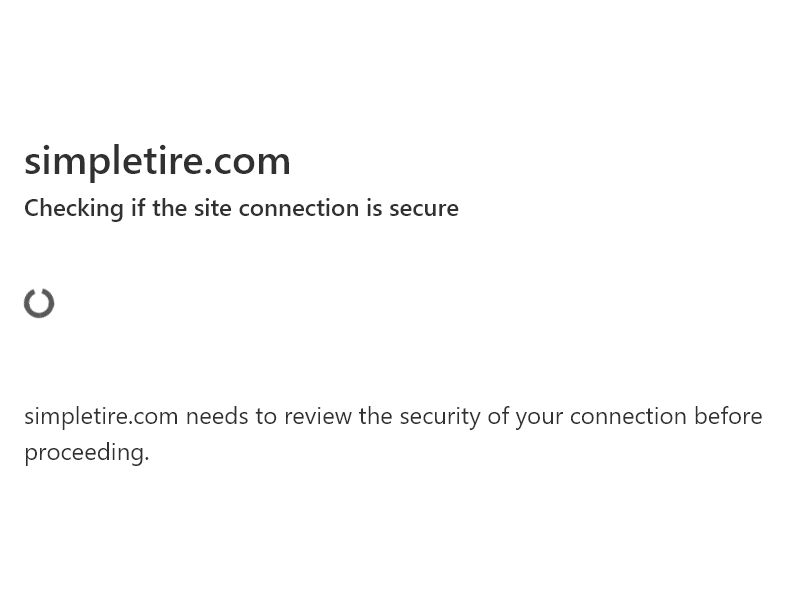 simpletire.com
Checking if the site connection is secure
simpletire.com needs to review the security of your connection before
proceeding.